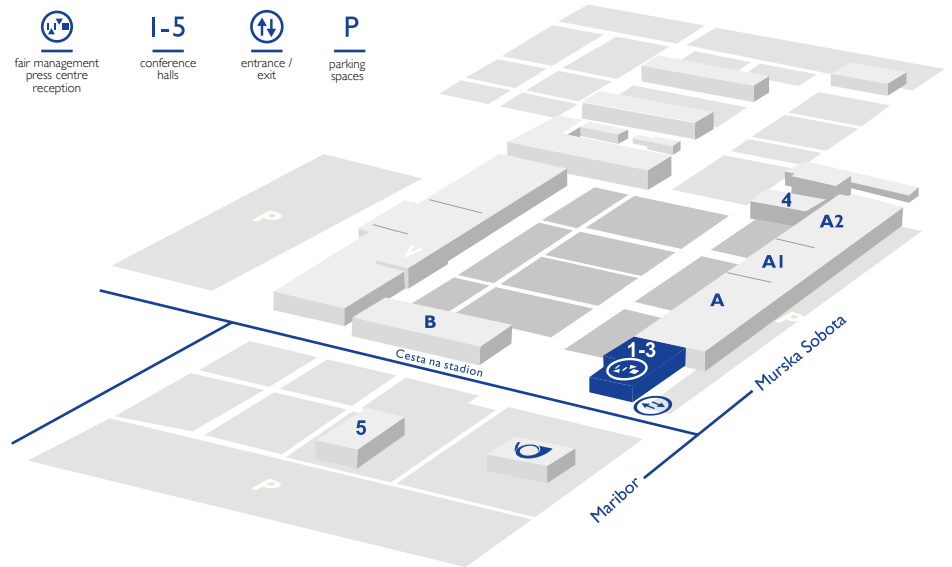 1-5
P
fair management
press centre
reception
conference
halls
entrance /
exit
parking
spaces
P
4
A2
A1
V
A
P
B
1-3
Cesta na stadion
Murska Sobota
5
P
Maribor